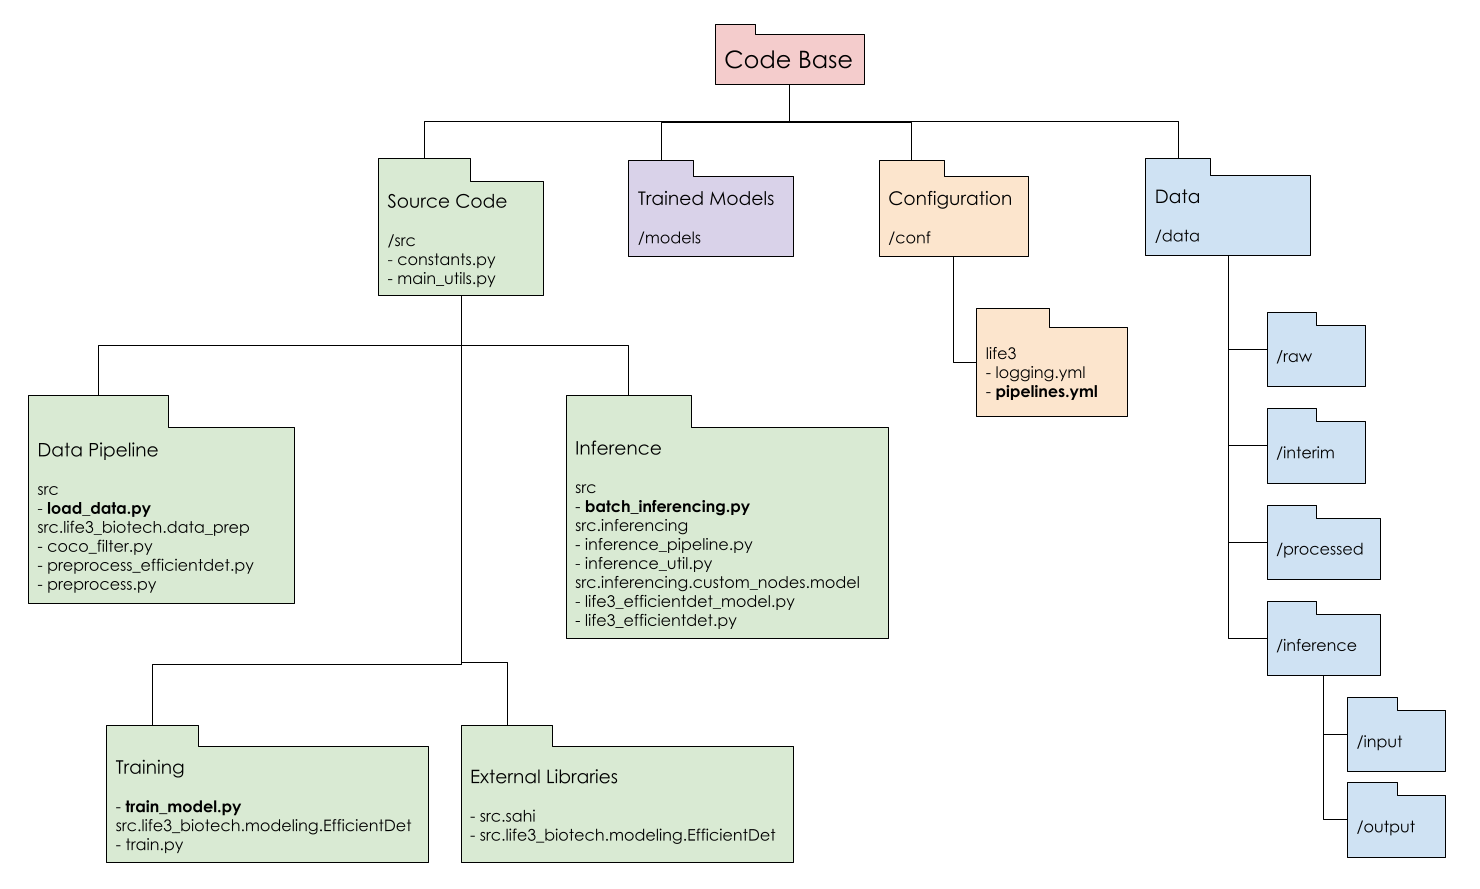 Code Base
Source Code
/src
- constants.py
- main_utils.py
Trained Models
/models
Configuration
/conf
Data
/data
life3
- logging.yml
- pipelines.yml
/raw
/interim
/processed
/inference
/input
/output
Data Pipeline
src
- load_data.py
src.life3_biotech.data_prep
- coco_filter.py
- preprocess_efficientdet.py
- preprocess.py
Inference
src
- batch_inferencing.py
src.inferencing
- inference_pipeline.py
- inference_util.py
src.inferencing.custom_nodes.model
- life3_efficientdet_model.py
- life3_efficientdet.py
Training
- train_model.py
src.life3_biotech.modeling.EfficientDet
- train.py
External Libraries
- src.sahi
- src.life3_biotech.modeling.EfficientDet